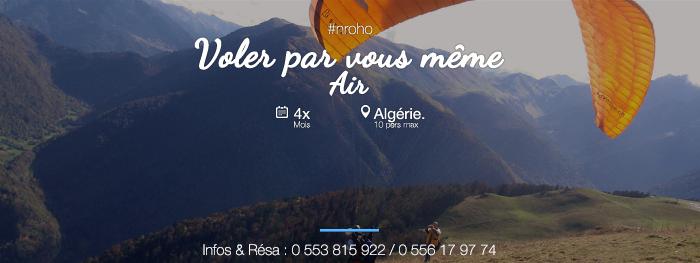 #nroho
Voler par vous même
Air
4x
Mois
Algérie.
10 pers max
Infos & Résa : 0 553 815 922 / 0 556 17 97 74